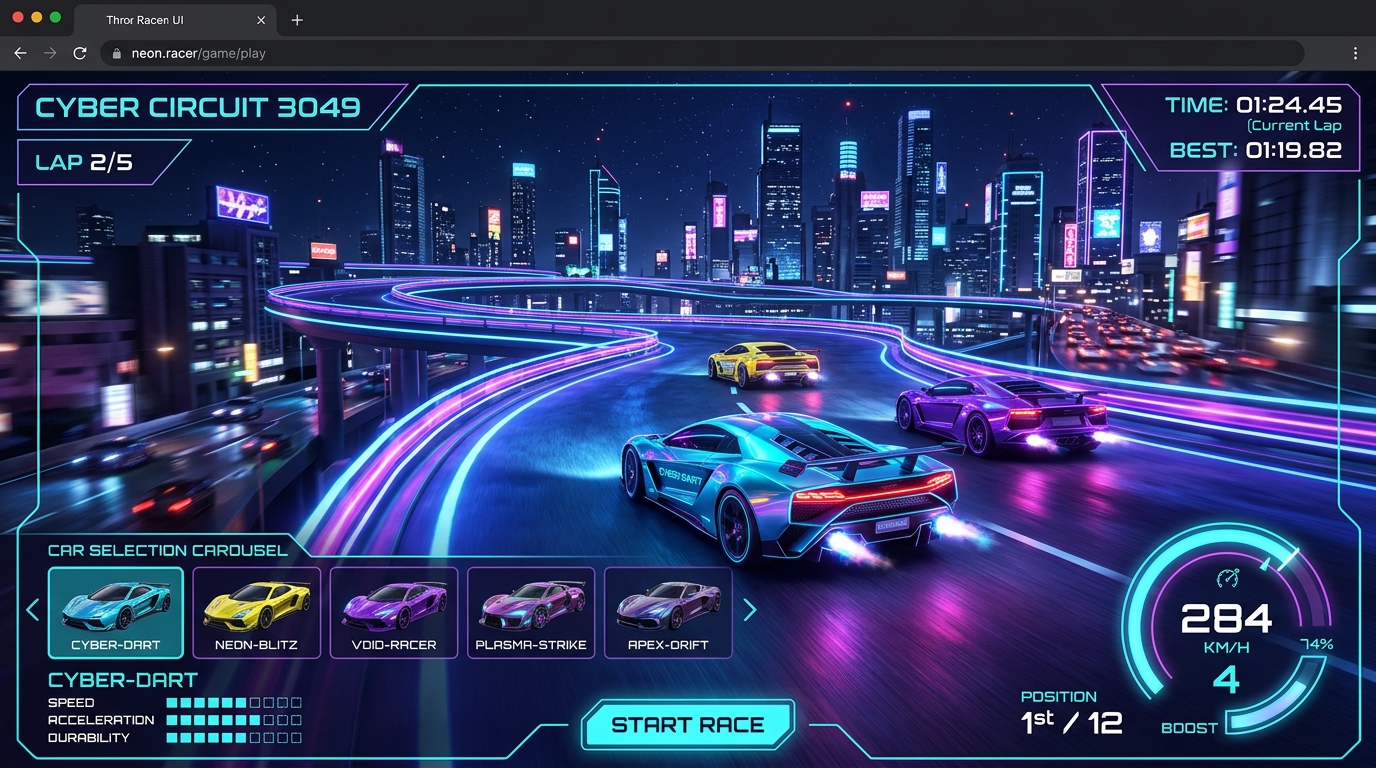 Thror Racen UI
neon.racer/game/play
CYBER CIRCUIT 3049
LAP 2/5
TIME: 01:24.45
(Current Lap
BEST: 01:19.82
CAR SELECTION CAROUSEL
CYBER-DART
NEON-BLITZ
VOID-RACER
PLASMA-STRIKE
APEX-DRIFT
CYBER-DART
SPEED
ACCELERATION
DURABILITY
START RACE
284
KM/H
74%
4
POSITION
1st / 12
BOOST